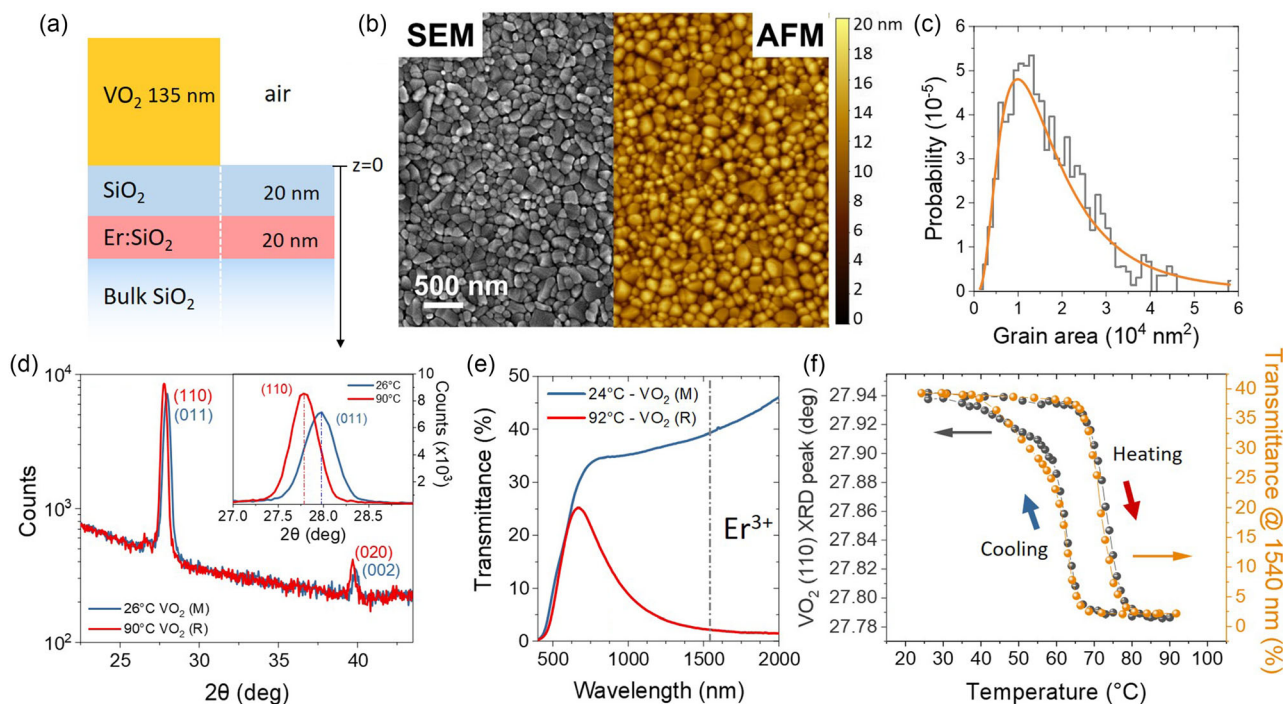 (a)
VO2 135 nm
air
z=0
SiO2
20 nm
Er:SiO2
20 nm
Bulk SiO2
(b)
SEM
AFM
500 nm
20 nm
18
16
14
12
10
8
6
4
2
0
(c)
Probability (10-5)
6
5
4
3
2
1
0
0 1 2 3 4 5 6
Grain area (10⁴ nm²)
(d)
Counts
10⁴
10³
10²
(110)
(011)
(110)
(011)
26°C
90°C
Counts (x10³)
10
8
6
4
2
27.0 27.5 28.0 28.5
2θ (deg)
(020)
(002)
26°C VO2 (M)
90°C VO2 (R)
25 30 35 40
2θ (deg)
(e)
Transmittance (%)
50
40
30
20
10
0
24°C - VO2 (M)
92°C - VO2 (R)
Er3+
500 1000 1500 2000
Wavelength (nm)
(f)
VO2 (110) XRD peak (deg)
27.94
27.92
27.90
27.88
27.86
27.84
27.82
27.80
27.78
Heating
Cooling
20 30 40 50 60 70 80 90
Temperature (°C)
40
35
30
25
20
15
10
5
0
Transmittance @ 1540 nm (%)